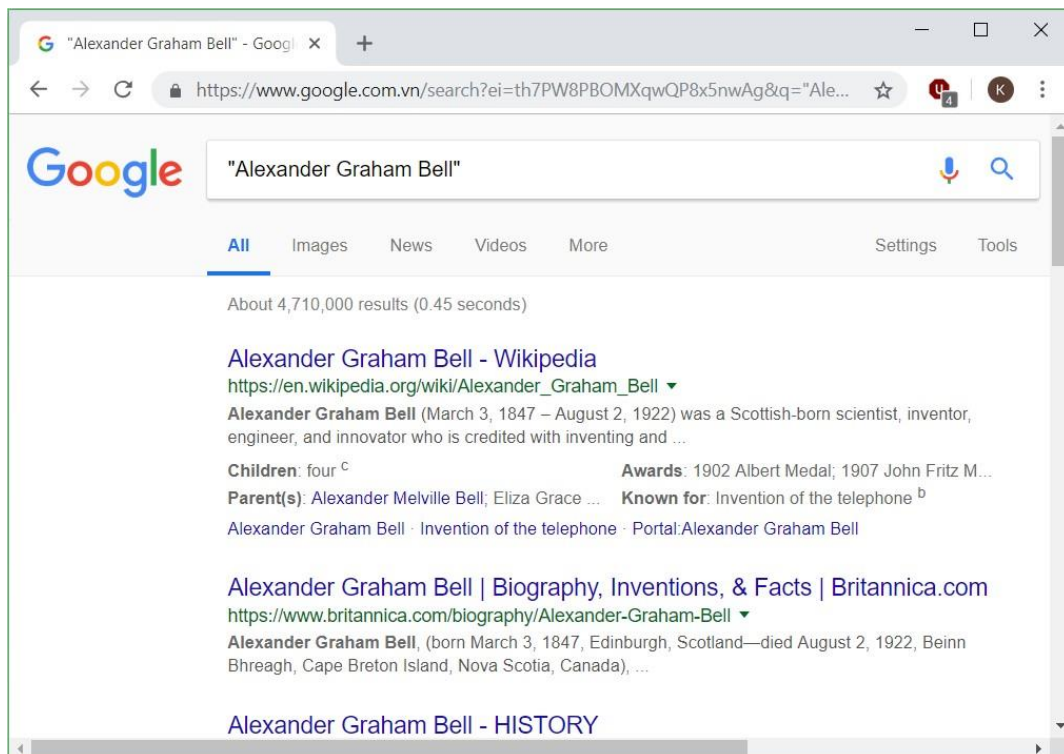 "Alexander Graham Bell" - Googl
https://www.google.com.vn/search?ei=th7PW8PBOMXqwQP8x5nwAg&q="Ale...
4
K
Google
"Alexander Graham Bell"
All Images News Videos More Settings Tools
About 4,710,000 results (0.45 seconds)
Alexander Graham Bell - Wikipedia
https://en.wikipedia.org/wiki/Alexander_Graham_Bell
Alexander Graham Bell (March 3, 1847 – August 2, 1922) was a Scottish-born scientist, inventor,
engineer, and innovator who is credited with inventing and ...
Children: four c Awards: 1902 Albert Medal; 1907 John Fritz M...
Parent(s): Alexander Melville Bell; Eliza Grace ... Known for: Invention of the telephone b
Alexander Graham Bell · Invention of the telephone · Portal:Alexander Graham Bell
Alexander Graham Bell | Biography, Inventions, & Facts | Britannica.com
https://www.britannica.com/biography/Alexander-Graham-Bell
Alexander Graham Bell, (born March 3, 1847, Edinburgh, Scotland—died August 2, 1922, Beinn
Bhreagh, Cape Breton Island, Nova Scotia, Canada), ...
Alexander Graham Bell - HISTORY